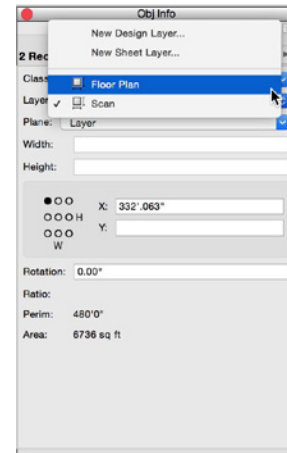 Obj Info
New Design Layer...
New Sheet Layer...
2 Rec
Class
Floor Plan
Layer ✓ Scan
Plane: Layer
Width:
Height:
X: 332'.063"
H
Y:
W
Rotation: 0.00°
Ratio:
Perim: 480'0"
Area: 6736 sq ft